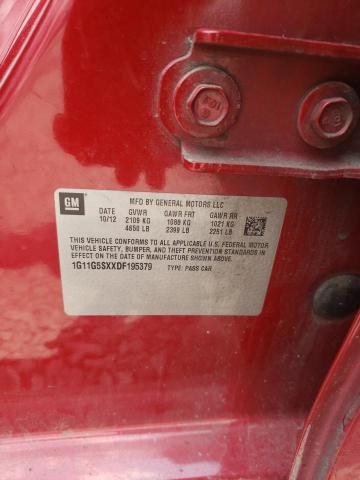 GM
MFD BY GENERAL MOTORS LLC
DATE GVWR GAWR FRT GAWR RR
10/12 2109 KG 1088 KG 1021 KG
4650 LB 2399 LB 2251 LB
THIS VEHICLE CONFORMS TO ALL APPLICABLE U.S. FEDERAL MOTOR
VEHICLE SAFETY, BUMPER, AND THEFT PREVENTION STANDARDS
IN EFFECT ON THE DATE OF MANUFACTURE SHOWN ABOVE.
1G11G5SXXDF195379 TYPE: PASS CAR